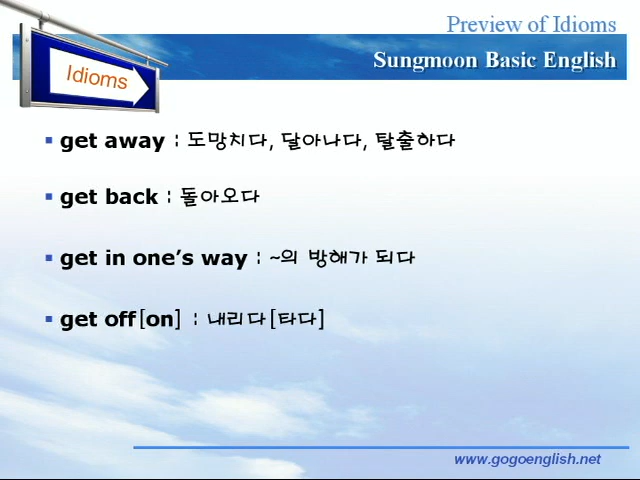 Preview of Idioms
Sungmoon Basic English
Idioms
▪ get away : 도망치다, 달아나다, 탈출하다
▪ get back : 돌아오다
▪ get in one’s way : ~의 방해가 되다
▪ get off[on] : 내리다[타다]
www.gogoenglish.net